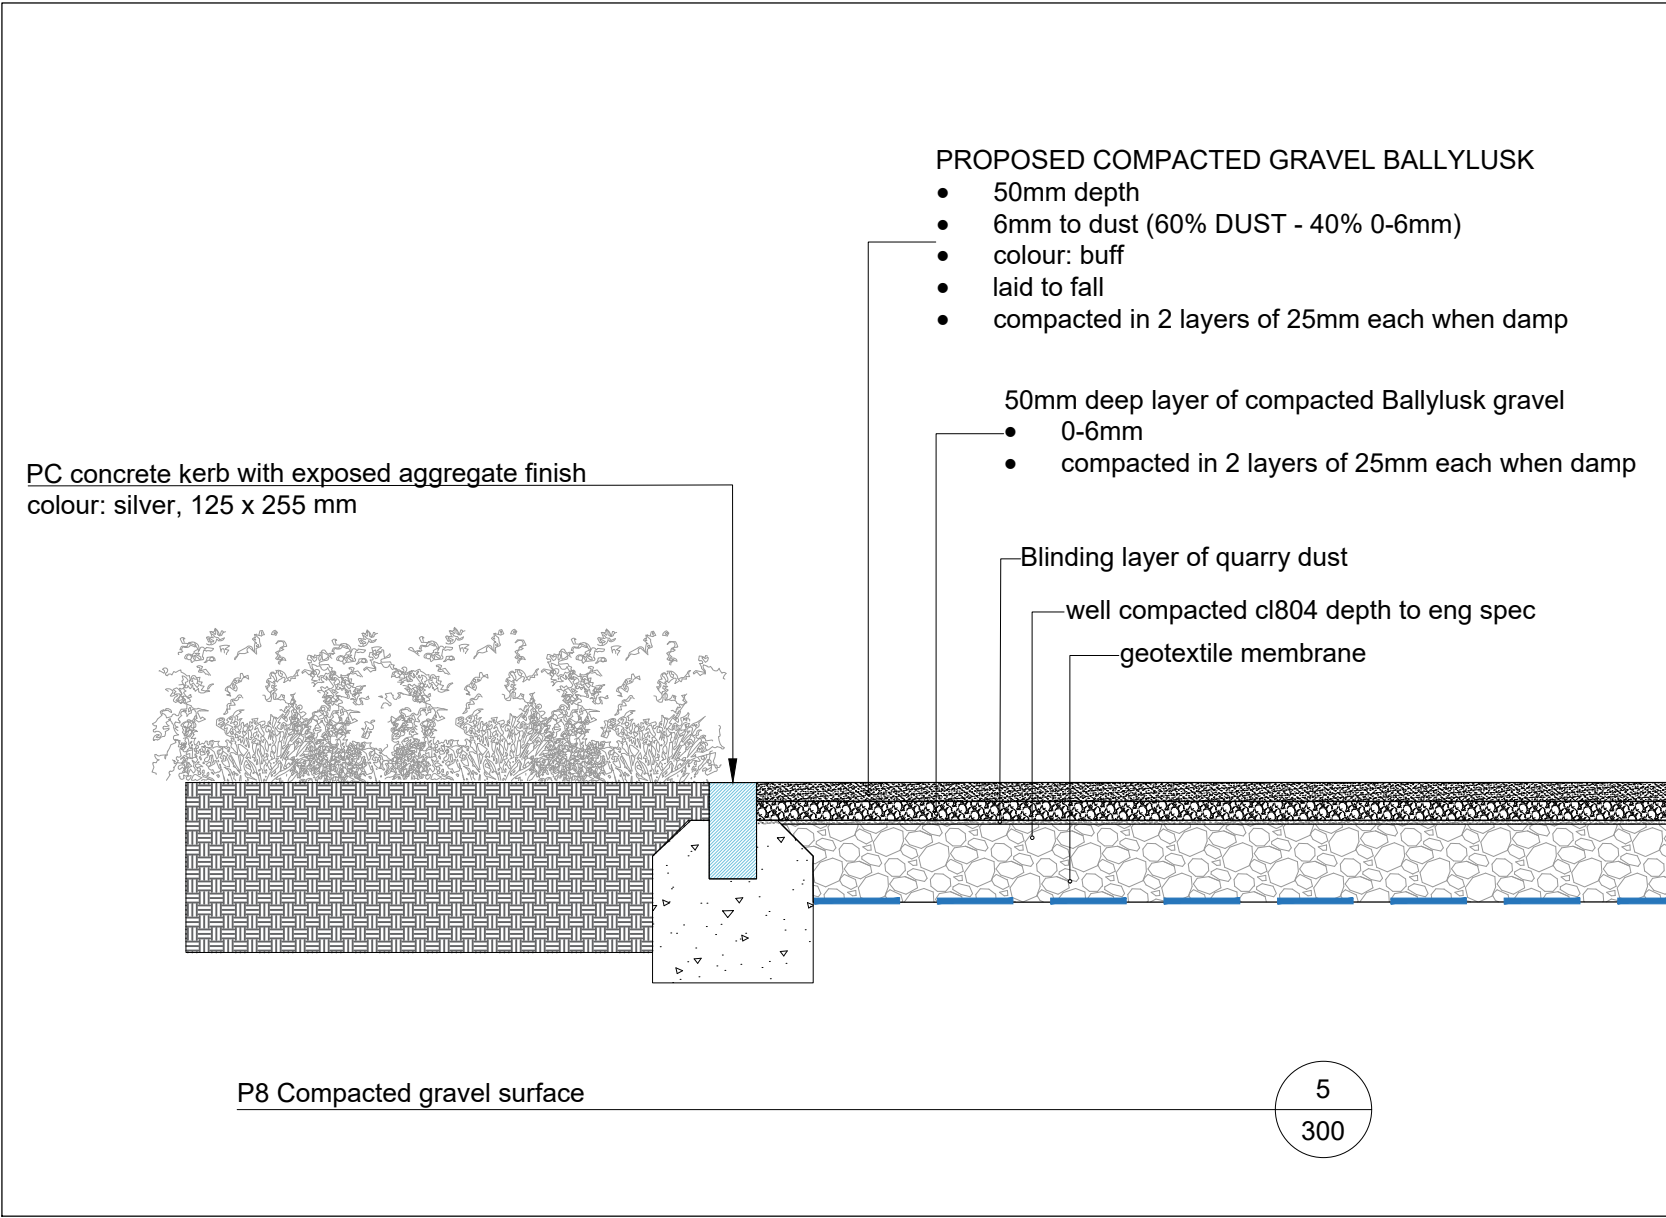 PROPOSED COMPACTED GRAVEL BALLYLUSK
• 50mm depth
• 6mm to dust (60% DUST - 40% 0-6mm)
• colour: buff
• laid to fall
• compacted in 2 layers of 25mm each when damp
50mm deep layer of compacted Ballylusk gravel
• 0-6mm
• compacted in 2 layers of 25mm each when damp
PC concrete kerb with exposed aggregate finish
colour: silver, 125 x 255 mm
Blinding layer of quarry dust
well compacted cl804 depth to eng spec
geotextile membrane
P8 Compacted gravel surface
5
300